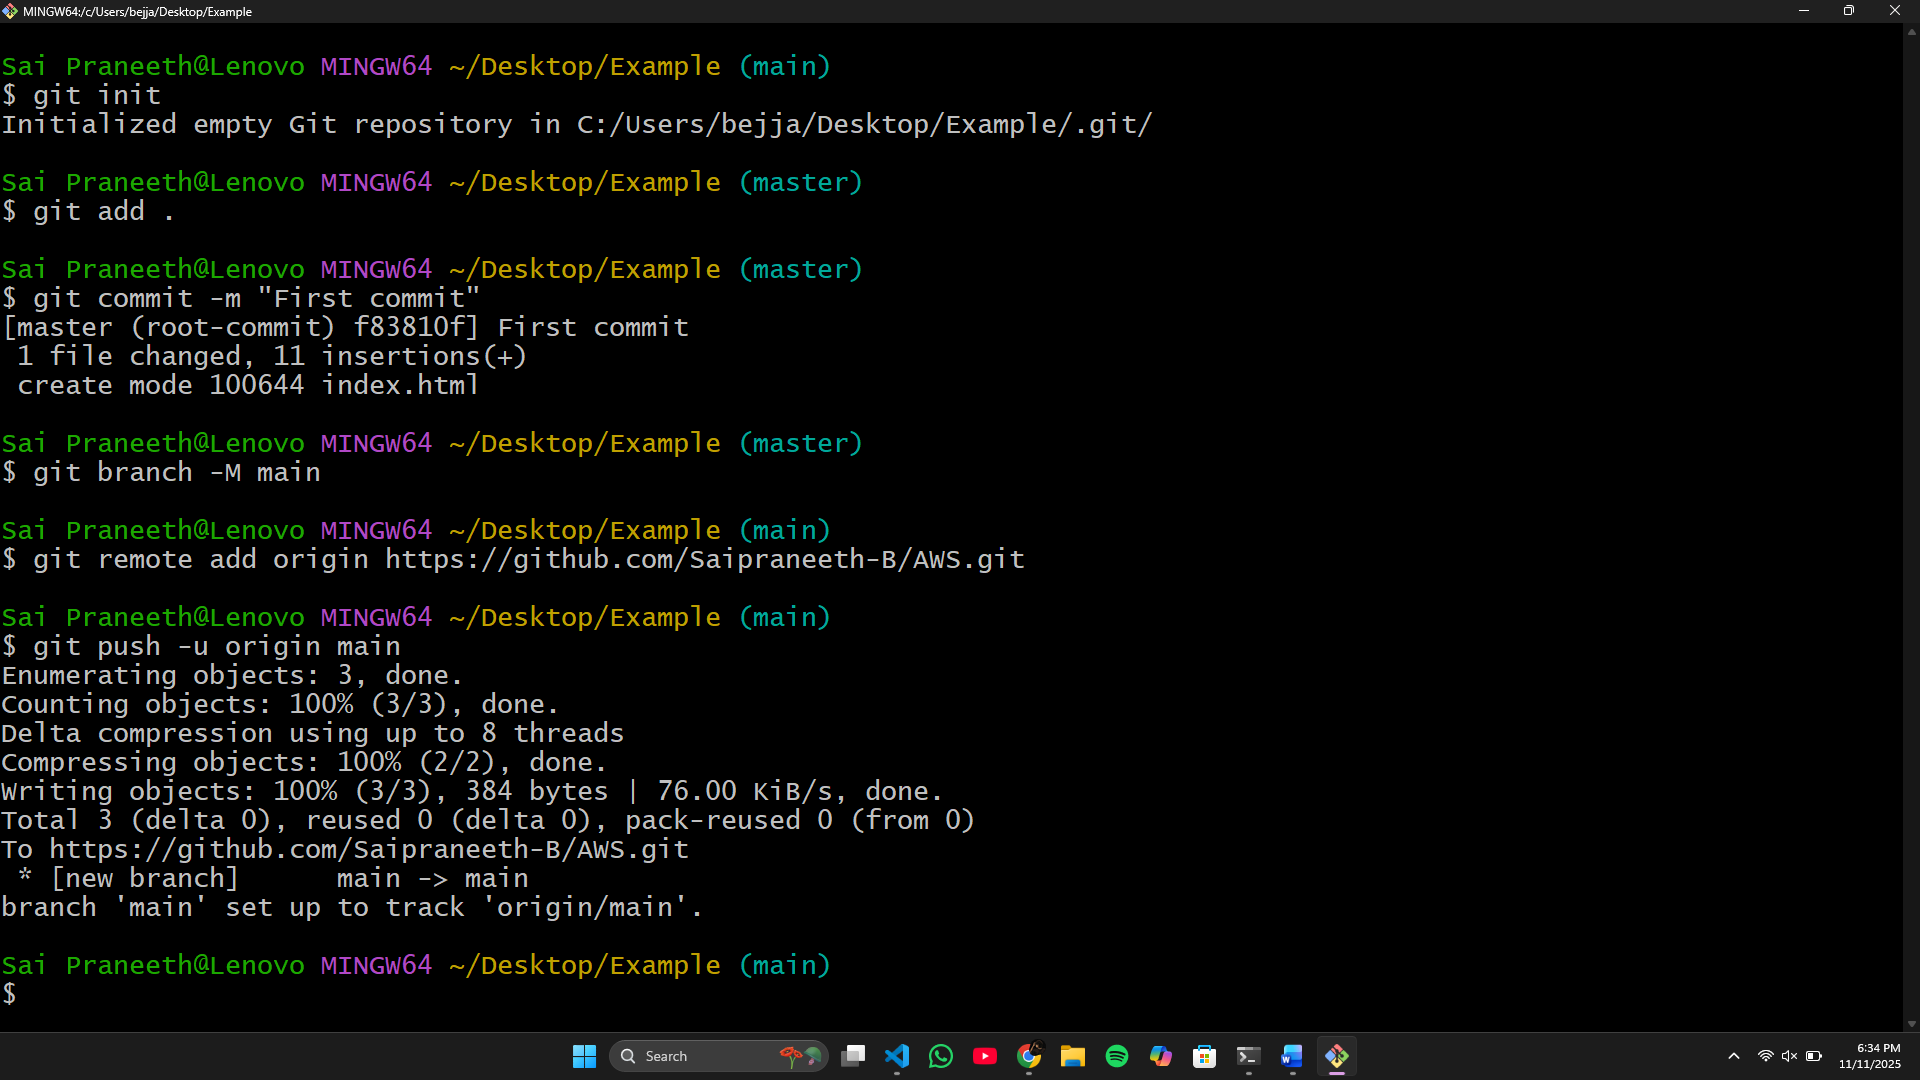 MINGW64:/c/Users/bejja/Desktop/Example
Sai Praneeth@Lenovo MINGW64 ~/Desktop/Example (main)
$ git init
Initialized empty Git repository in C:/Users/bejja/Desktop/Example/.git/
Sai Praneeth@Lenovo MINGW64 ~/Desktop/Example (master)
$ git add .
Sai Praneeth@Lenovo MINGW64 ~/Desktop/Example (master)
$ git commit -m "First commit"
[master (root-commit) f83810f] First commit
 1 file changed, 11 insertions(+)
 create mode 100644 index.html
Sai Praneeth@Lenovo MINGW64 ~/Desktop/Example (master)
$ git branch -M main
Sai Praneeth@Lenovo MINGW64 ~/Desktop/Example (main)
$ git remote add origin https://github.com/Saipraneeth-B/AWS.git
Sai Praneeth@Lenovo MINGW64 ~/Desktop/Example (main)
$ git push -u origin main
Enumerating objects: 3, done.
Counting objects: 100% (3/3), done.
Delta compression using up to 8 threads
Compressing objects: 100% (2/2), done.
Writing objects: 100% (3/3), 384 bytes | 76.00 KiB/s, done.
Total 3 (delta 0), reused 0 (delta 0), pack-reused 0 (from 0)
To https://github.com/Saipraneeth-B/AWS.git
 * [new branch]      main -> main
branch 'main' set up to track 'origin/main'.
Sai Praneeth@Lenovo MINGW64 ~/Desktop/Example (main)
$
Search
6:34 PM
11/11/2025